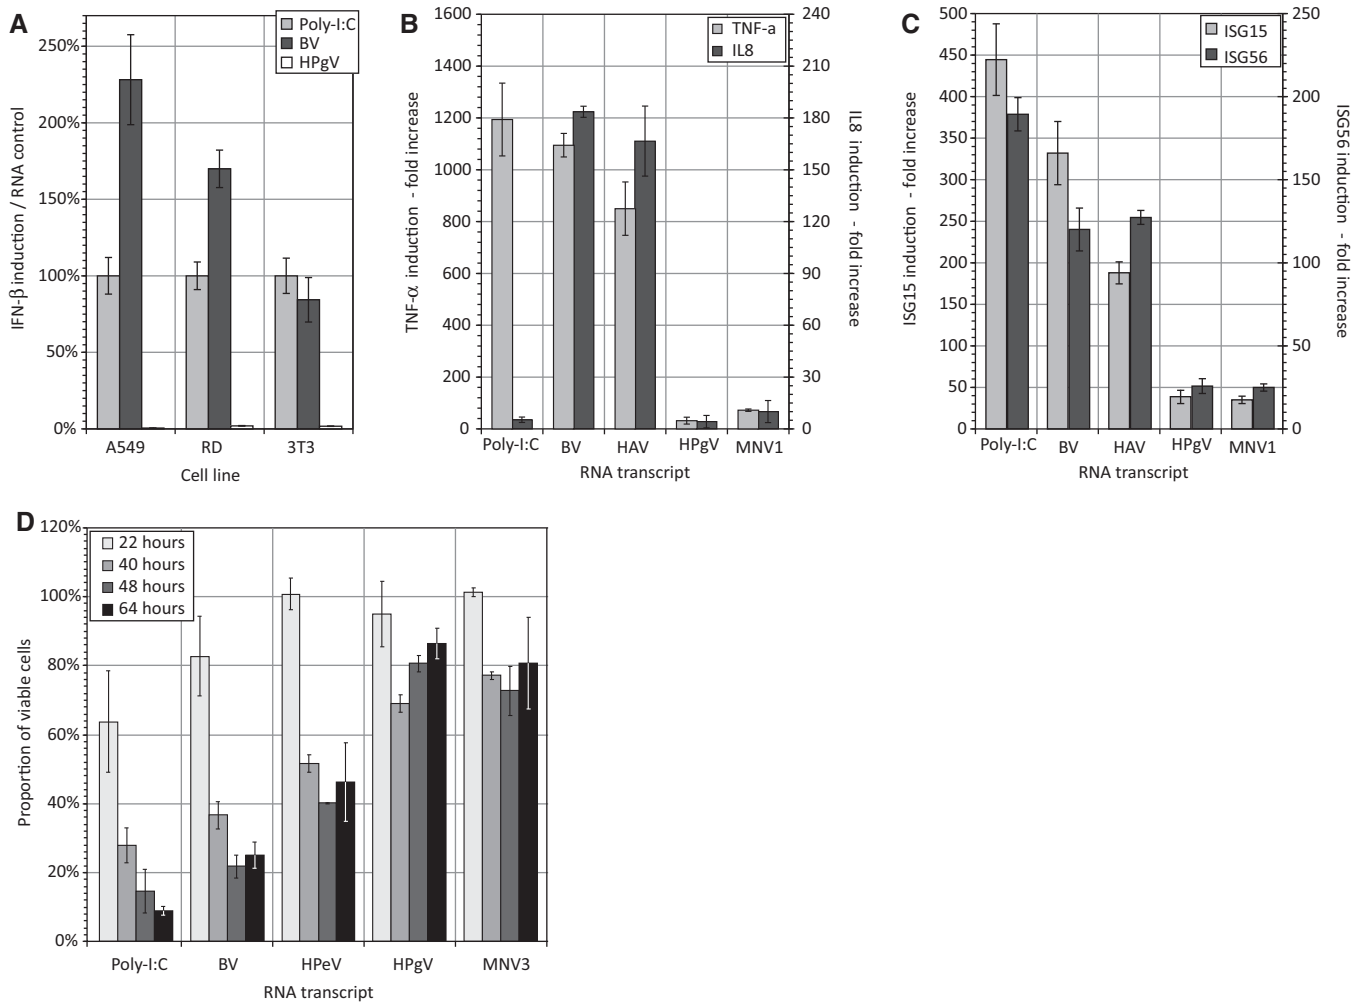 A
Poly-I:C
BV
HPgV
250%
200%
150%
100%
50%
0%
IFN-β induction / RNA control
A549
RD
3T3
Cell line
B
TNF-a
IL8
1600
1400
1200
1000
800
600
400
200
0
TNF-α induction - fold increase
240
210
180
150
120
90
60
30
0
IL8 induction - fold increase
Poly-I:C
BV
HAV
HPgV
MNV1
RNA transcript
C
ISG15
ISG56
500
450
400
350
300
250
200
150
100
50
0
ISG15 induction - fold increase
250
200
150
100
50
0
ISG56 induction - fold increase
Poly-I:C
BV
HAV
HPgV
MNV1
RNA transcript
D
22 hours
40 hours
48 hours
64 hours
120%
100%
80%
60%
40%
20%
0%
Proportion of viable cells
Poly-I:C
BV
HPeV
HPgV
MNV3
RNA transcript